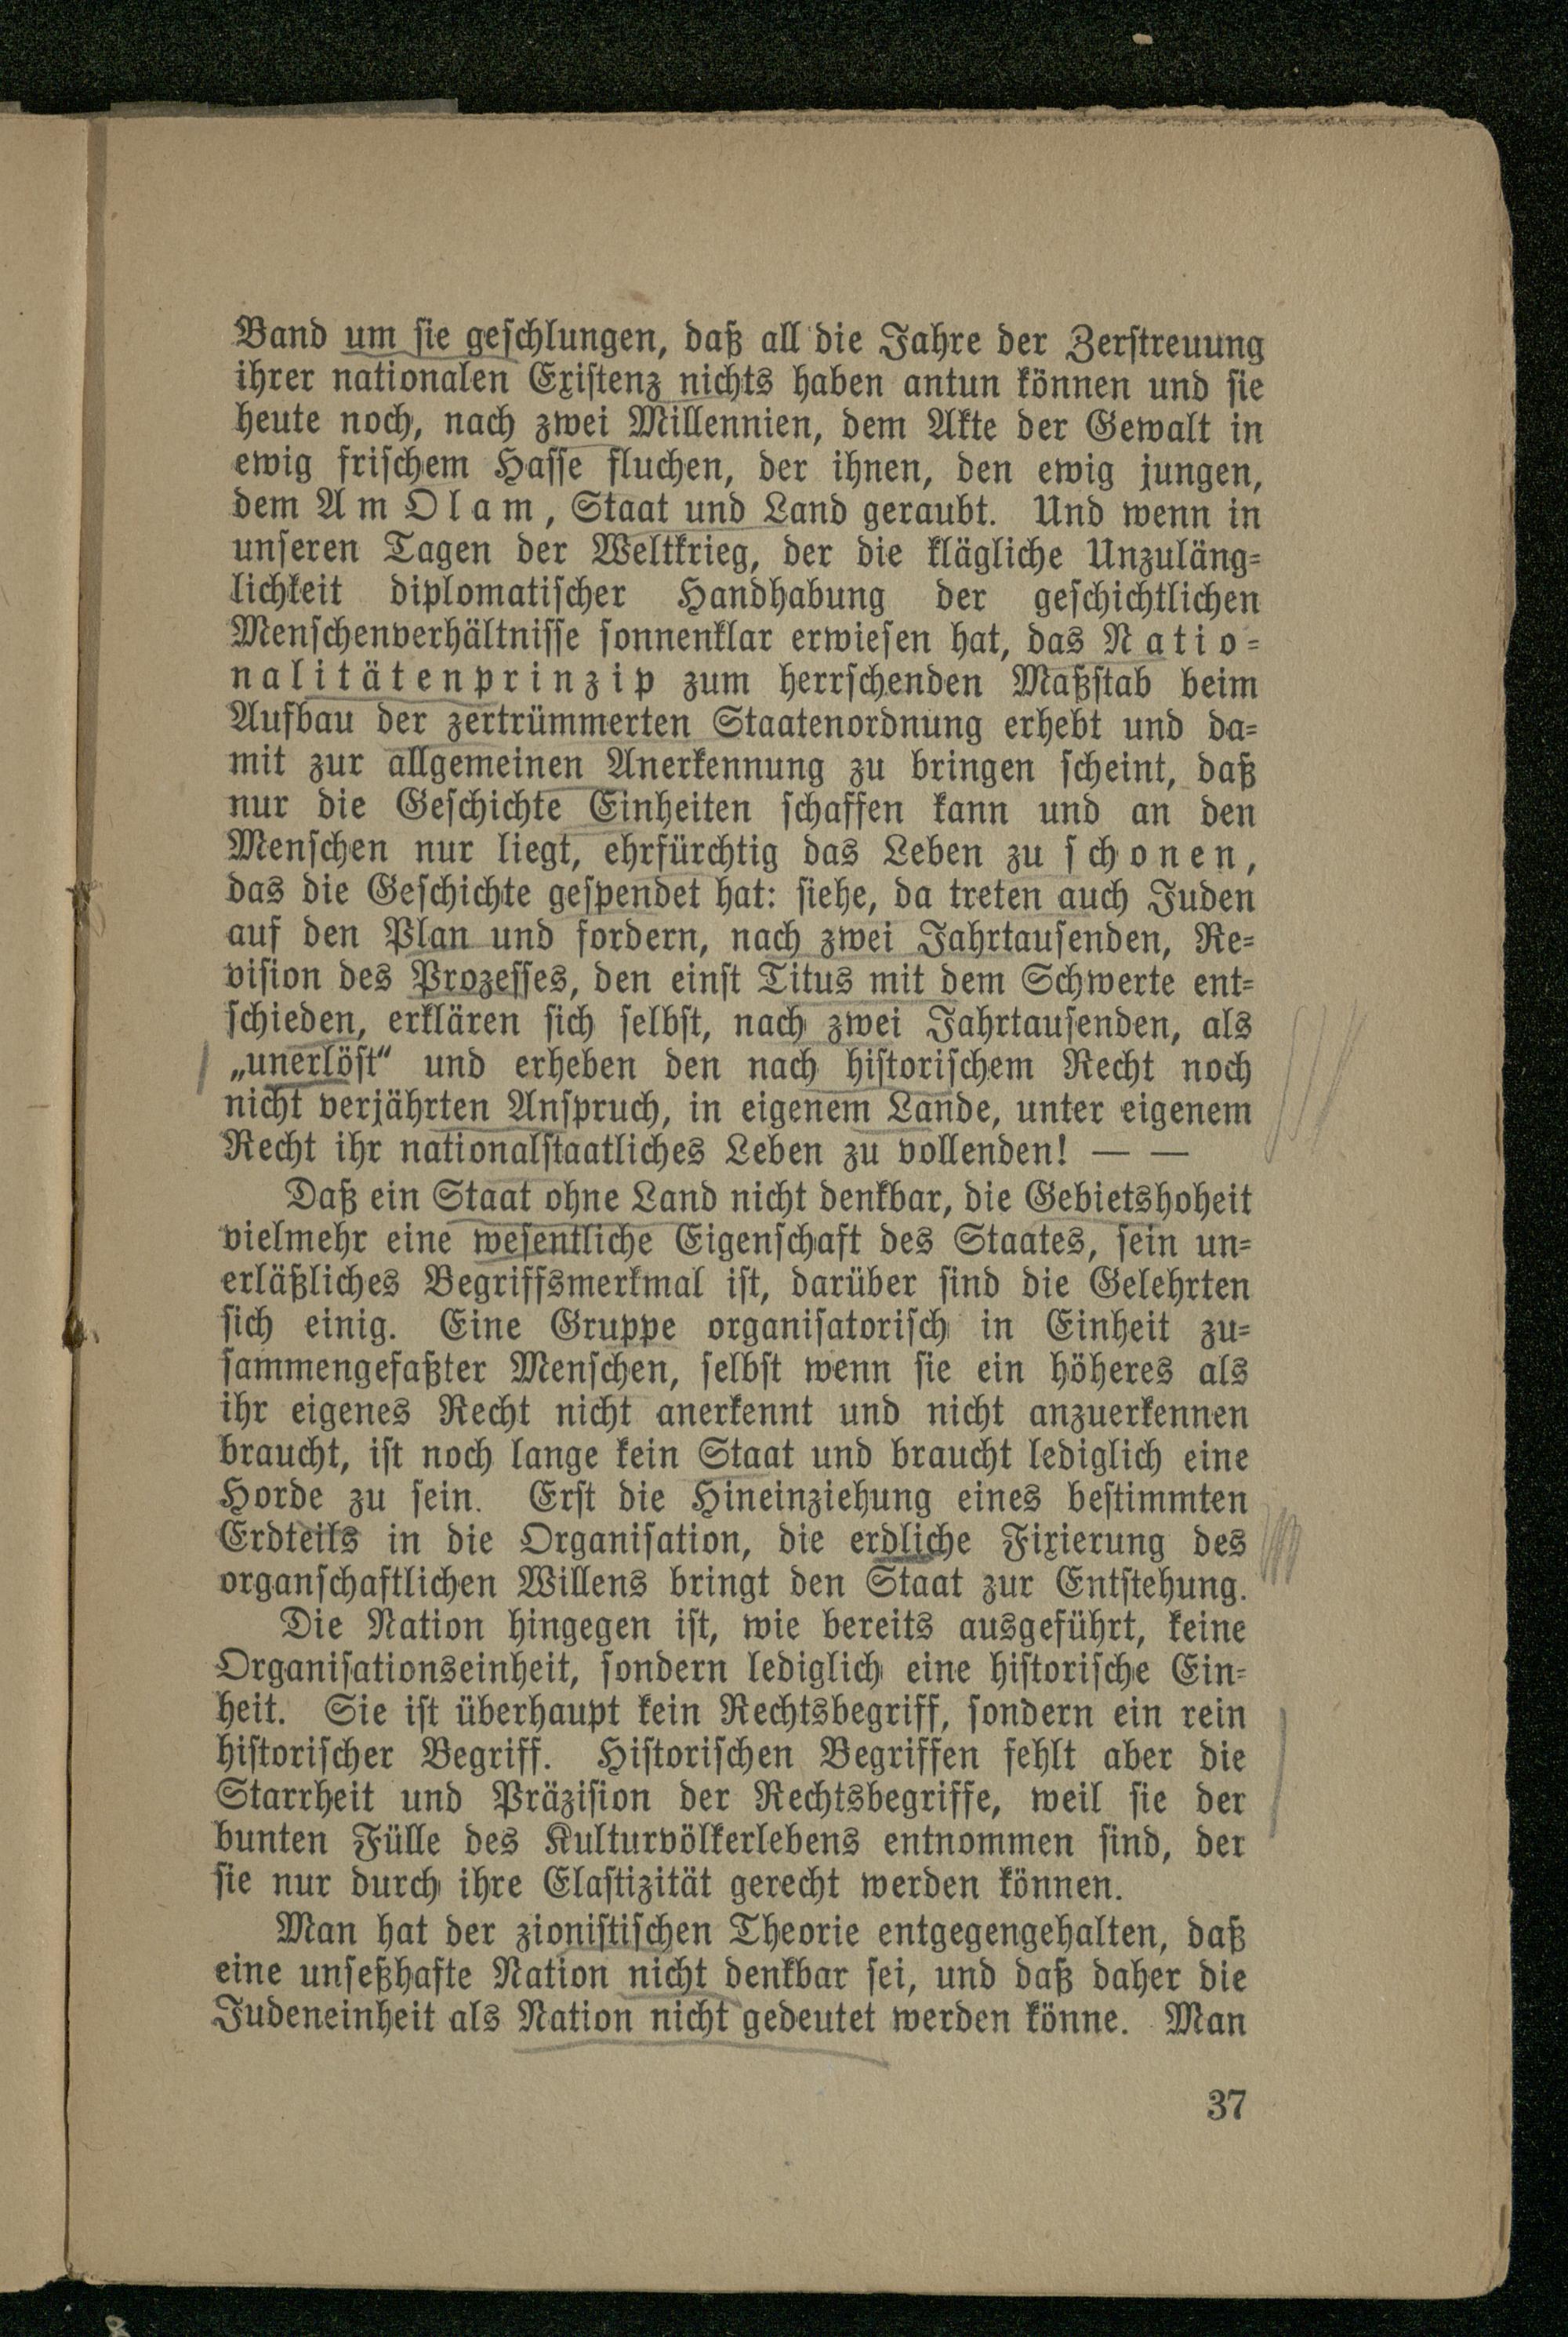 Band um sie geschlungen, daß all die Jahre der Zerstreuung
ihrer nationalen Existenz nichts haben antun können und sie
heute noch, nach zwei Millennien, dem Akte der Gewalt in
ewig frischem Hasse fluchen, der ihnen, den ewig jungen,
dem Am Olam, Staat und Land geraubt. Und wenn in
unseren Tagen der Weltkrieg, der die klägliche Unzuläng-
lichkeit diplomatischer Handhabung der geschichtlichen
Menschenverhältnisse sonnenklar erwiesen hat, das Natio-
nalitätenprinzip zum herrschenden Maßstab beim
Aufbau der zertrümmerten Staatenordnung erhebt und da-
mit zur allgemeinen Anerkennung zu bringen scheint, daß
nur die Geschichte Einheiten schaffen kann und an den
Menschen nur liegt, ehrfürchtig das Leben zu schonen,
das die Geschichte gespendet hat: siehe, da treten auch Juden
auf den Plan und fordern, nach zwei Jahrtausenden, Re-
vision des Prozesses, den einst Titus mit dem Schwerte ent-
schieden, erklären sich selbst, nach zwei Jahrtausenden, als
„unerlöst“ und erheben den nach historischem Recht noch
nicht verjährten Anspruch, in eigenem Lande, unter eigenem
Recht ihr nationalstaatliches Leben zu vollenden! — —
Daß ein Staat ohne Land nicht denkbar, die Gebietshoheit
vielmehr eine wesentliche Eigenschaft des Staates, sein un-
erläßliches Begriffsmerkmal ist, darüber sind die Gelehrten
sich einig. Eine Gruppe organisatorisch in Einheit zu-
sammengefaßter Menschen, selbst wenn sie ein höheres als
ihr eigenes Recht nicht anerkennt und nicht anzuerkennen
braucht, ist noch lange kein Staat und braucht lediglich eine
Horde zu sein. Erst die Hineinziehung eines bestimmten
Erdteils in die Organisation, die erdliche Fixierung des
organschaftlichen Willens bringt den Staat zur Entstehung.
Die Nation hingegen ist, wie bereits ausgeführt, keine
Organisationseinheit, sondern lediglich eine historische Ein-
heit. Sie ist überhaupt kein Rechtsbegriff, sondern ein rein
historischer Begriff. Historischen Begriffen fehlt aber die
Starrheit und Präzision der Rechtsbegriffe, weil sie der
bunten Fülle des Kulturvölkerlebens entnommen sind, der
sie nur durch ihre Elastizität gerecht werden können.
Man hat der zionistischen Theorie entgegengehalten, daß
eine unseßhafte Nation nicht denkbar sei, und daß daher die
Judeneinheit als Nation nicht gedeutet werden könne. Man
37